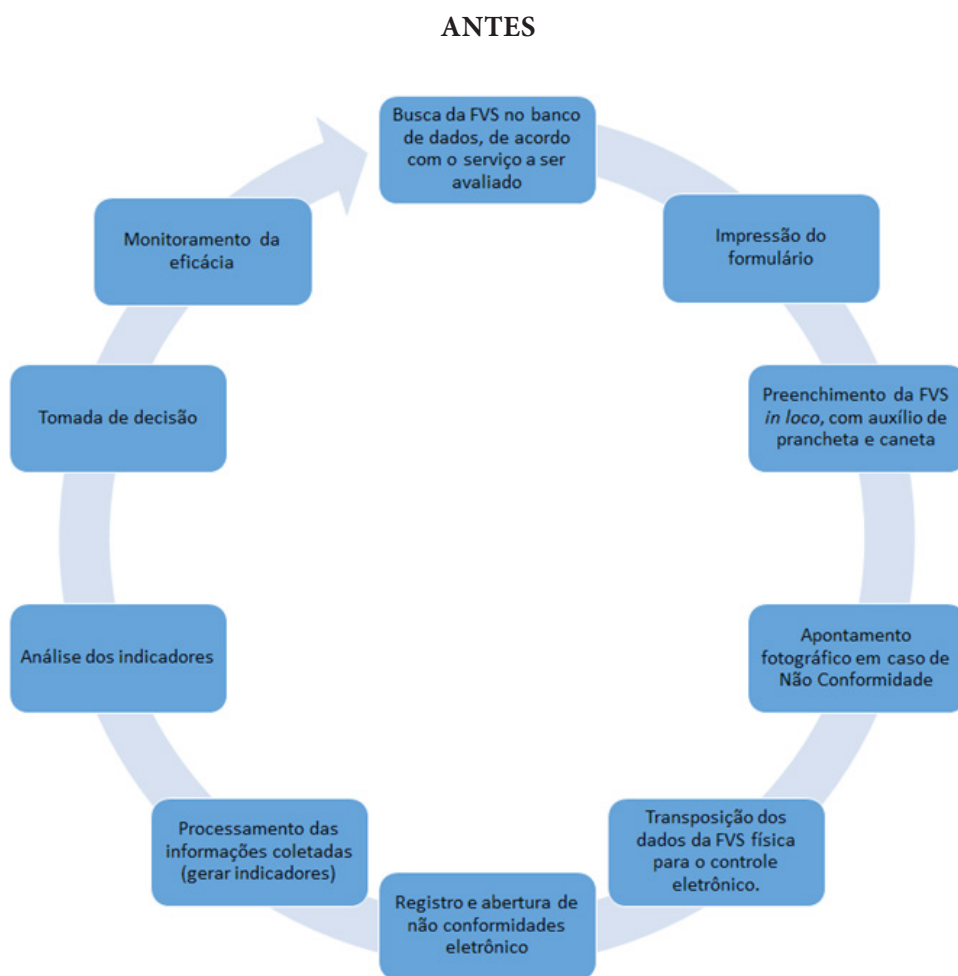 ANTES
Busca da FVS no banco
de dados, de acordo
com o serviço a ser
avaliado
Impressão do
formulário
Preenchimento da FVS
in loco, com auxílio de
prancheta e caneta
Apontamento
fotográfico em caso de
Não Conformidade
Transposição dos
dados da FVS física
para o controle
eletrônico.
Registro e abertura de
não conformidades
eletrônico
Processamento das
informações coletadas
(gerar indicadores)
Análise dos indicadores
Tomada de decisão
Monitoramento da
eficácia